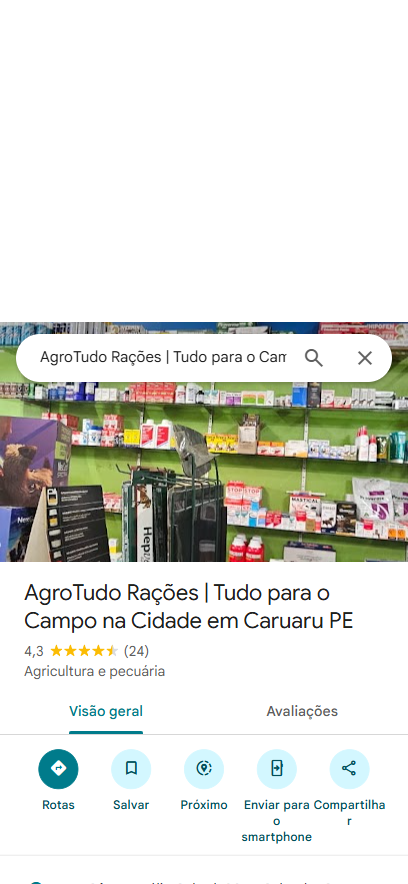 AgroTudo Rações | Tudo para o Cam
AgroTudo Rações | Tudo para o
Campo na Cidade em Caruaru PE
4,3 (24)
Agricultura e pecuária
Visão geral
Avaliações
Rotas
Salvar
Próximo
Enviar para
o
smartphone
Compartilha
r